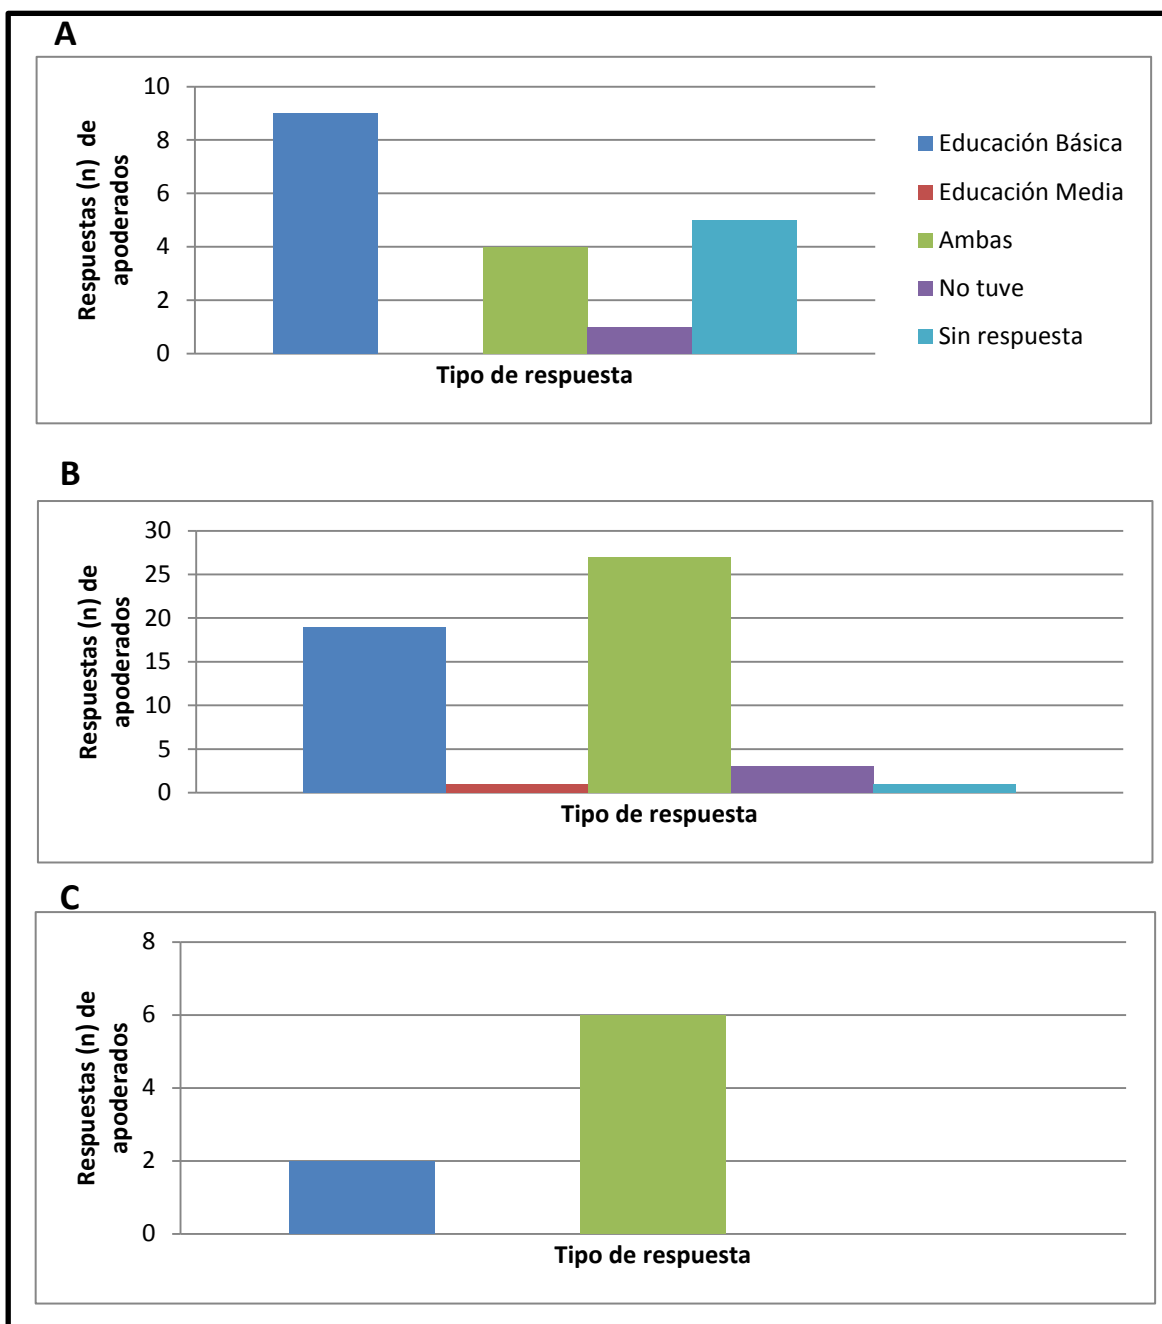 A
Respuestas (n) de
apoderados
10
8
6
4
2
0
Tipo de respuesta
Educación Básica
Educación Media
Ambas
No tuve
Sin respuesta
B
Respuestas (n) de
apoderados
30
25
20
15
10
5
0
Tipo de respuesta
C
Respuestas (n) de
apoderados
8
6
4
2
0
Tipo de respuesta